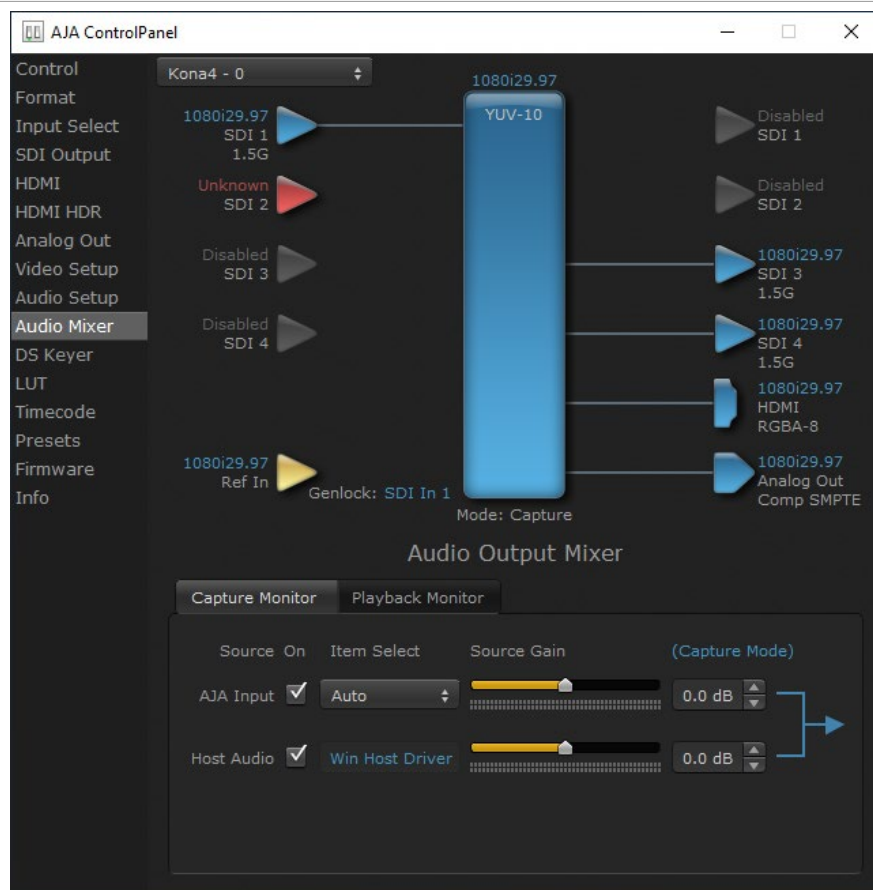 AJA ControlPanel
Control
Format
Input Select
SDI Output
HDMI
HDMI HDR
Analog Out
Video Setup
Audio Setup
Audio Mixer
DS Keyer
LUT
Timecode
Presets
Firmware
Info
Kona4 - 0
1080i29.97
YUV-10
1080i29.97
SDI 1
1.5G
Unknown
SDI 2
Disabled
SDI 3
Disabled
SDI 4
1080i29.97
Ref In
Genlock: SDI In 1
Mode: Capture
Disabled
SDI 1
Disabled
SDI 2
1080i29.97
SDI 3
1.5G
1080i29.97
SDI 4
1.5G
1080i29.97
HDMI
RGBA-8
1080i29.97
Analog Out
Comp SMPTE
Audio Output Mixer
Capture Monitor Playback Monitor
Source On Item Select Source Gain (Capture Mode)
AJA Input Auto 0.0 dB
Host Audio Win Host Driver 0.0 dB